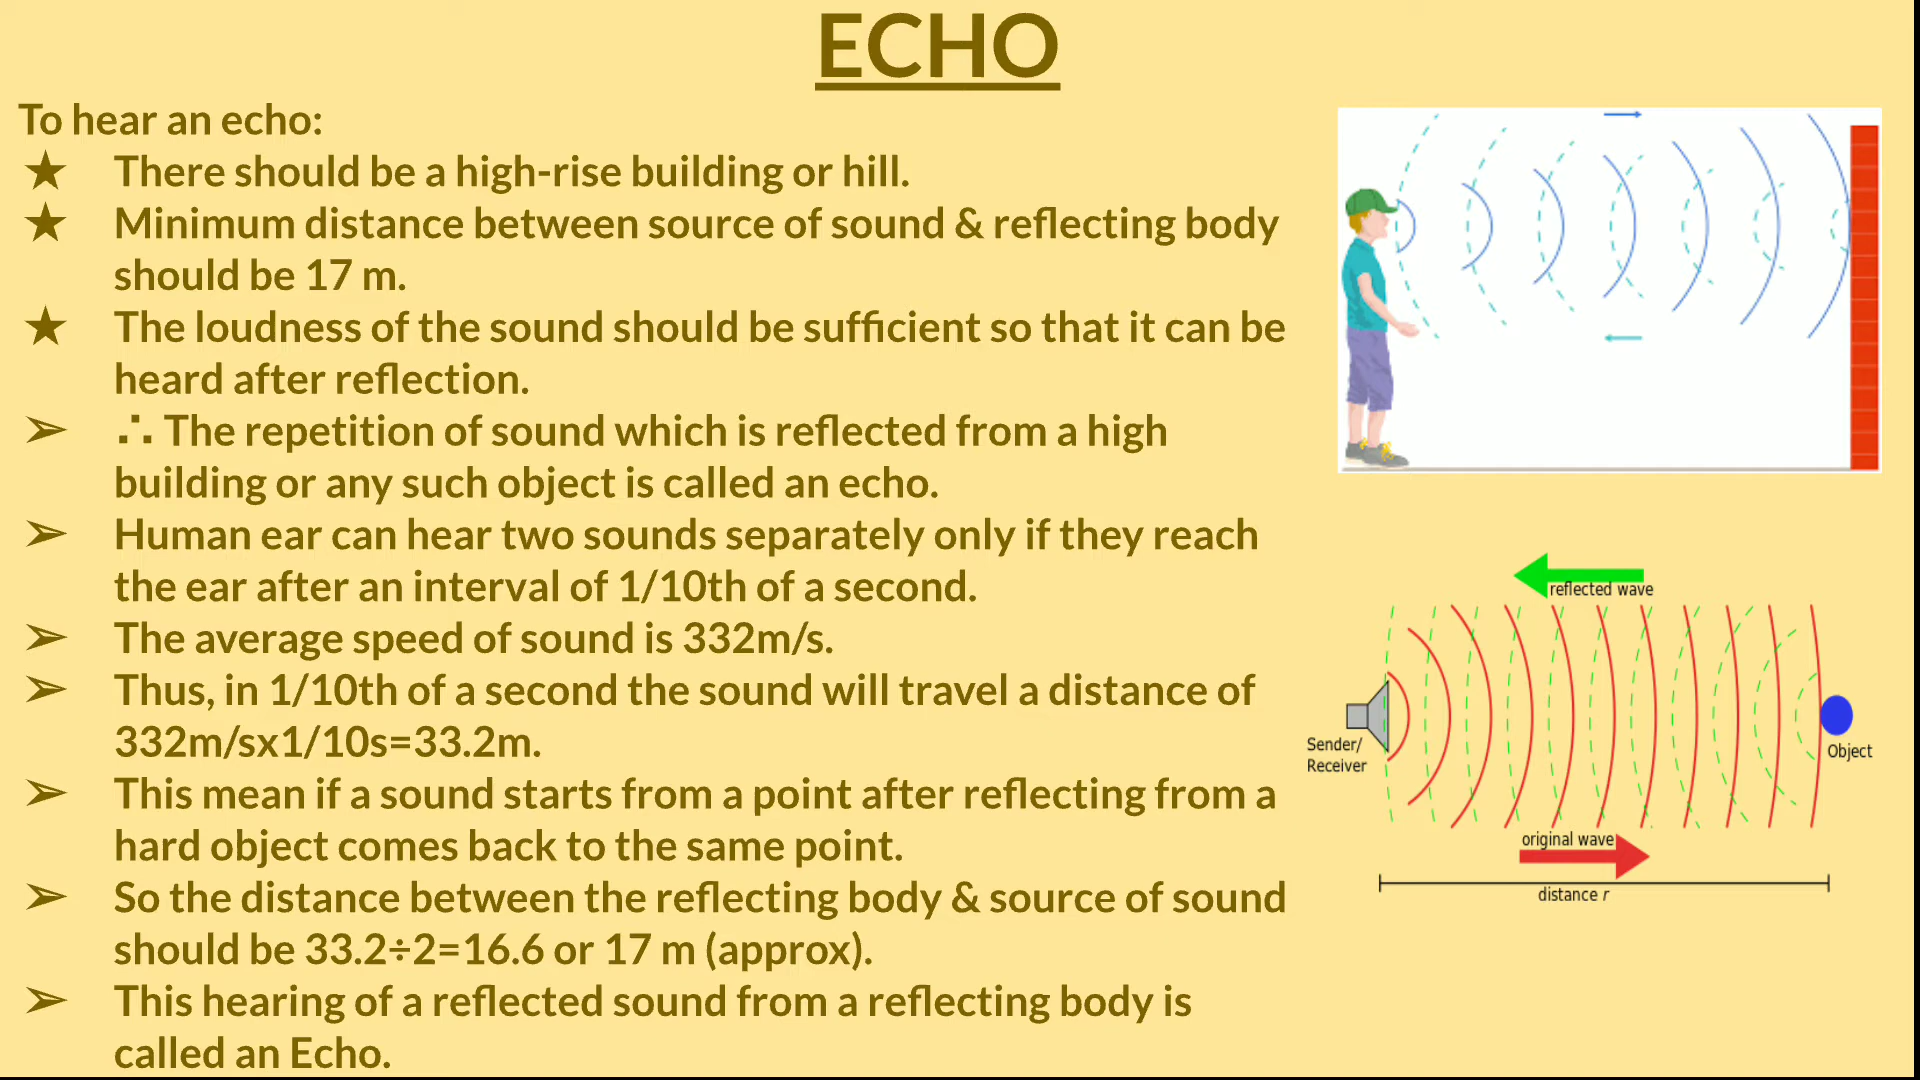 ECHO
To hear an echo:
★ There should be a high-rise building or hill.
★ Minimum distance between source of sound & reflecting body
should be 17 m.
★ The loudness of the sound should be sufficient so that it can be
heard after reflection.
➢ ∴ The repetition of sound which is reflected from a high
building or any such object is called an echo.
➢ Human ear can hear two sounds separately only if they reach
the ear after an interval of 1/10th of a second.
➢ The average speed of sound is 332m/s.
➢ Thus, in 1/10th of a second the sound will travel a distance of
332m/sx1/10s=33.2m.
➢ This mean if a sound starts from a point after reflecting from a
hard object comes back to the same point.
➢ So the distance between the reflecting body & source of sound
should be 33.2÷2=16.6 or 17 m (approx).
➢ This hearing of a reflected sound from a reflecting body is
called an Echo.
reflected wave
Sender/
Receiver
Object
original wave
distance r